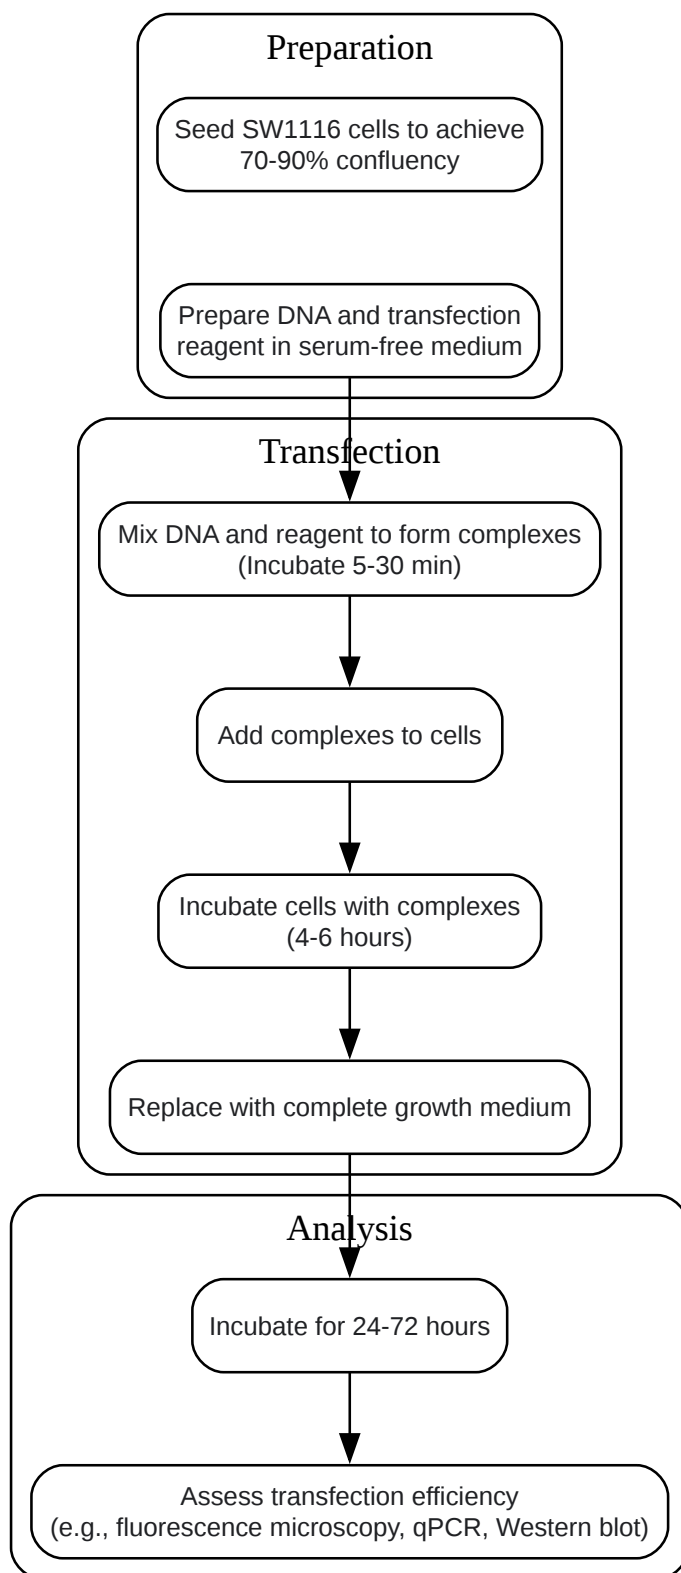 Preparation
Seed SW1116 cells to achieve
70-90% confluency
Prepare DNA and transfection
reagent in serum-free medium
Transfection
Mix DNA and reagent to form complexes
(Incubate 5-30 min)
Add complexes to cells
Incubate cells with complexes
(4-6 hours)
Replace with complete growth medium
Analysis
Incubate for 24-72 hours
Assess transfection efficiency
(e.g., fluorescence microscopy, qPCR, Western blot)